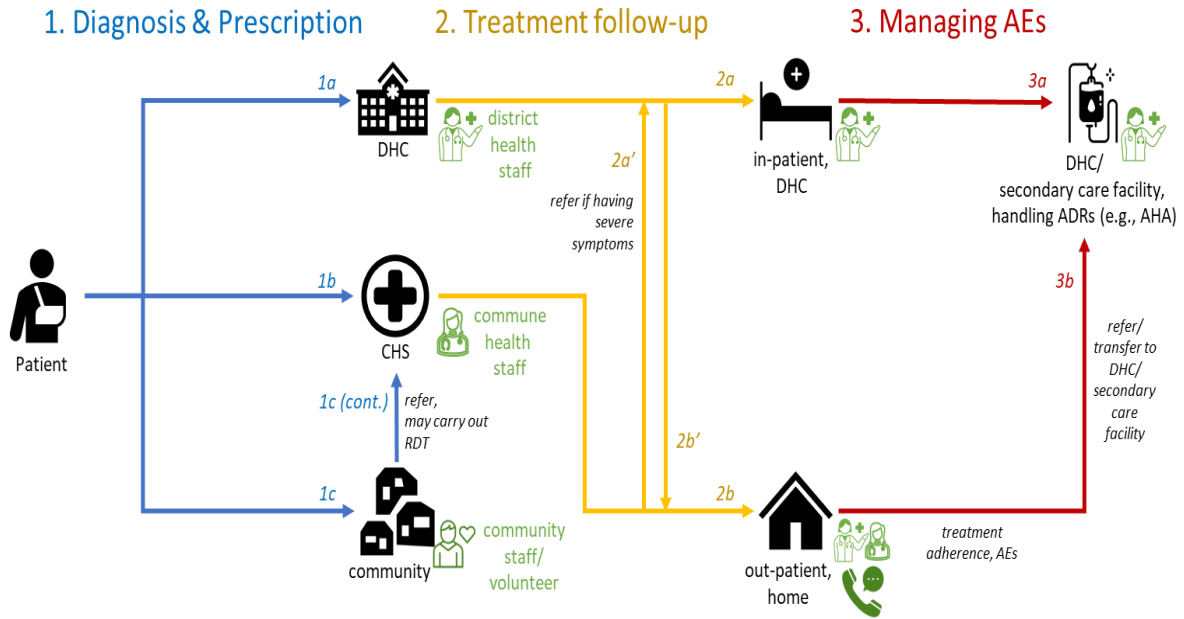 1. Diagnosis & Prescription
2. Treatment follow-up
3. Managing AEs
1a
DHC
district
health
staff
2a
in-patient,
DHC
3a
DHC/
secondary care facility,
handling ADRs (e.g., AHA)
2a’
refer if having
severe
symptoms
Patient
1b
CHS
commune
health
staff
3b
refer/
transfer to
DHC/
secondary
care
facility
1c (cont.)
refer,
may carry out
RDT
2b’
1c
community
community
staff/
volunteer
2b
out-patient,
home
treatment
adherence, AEs